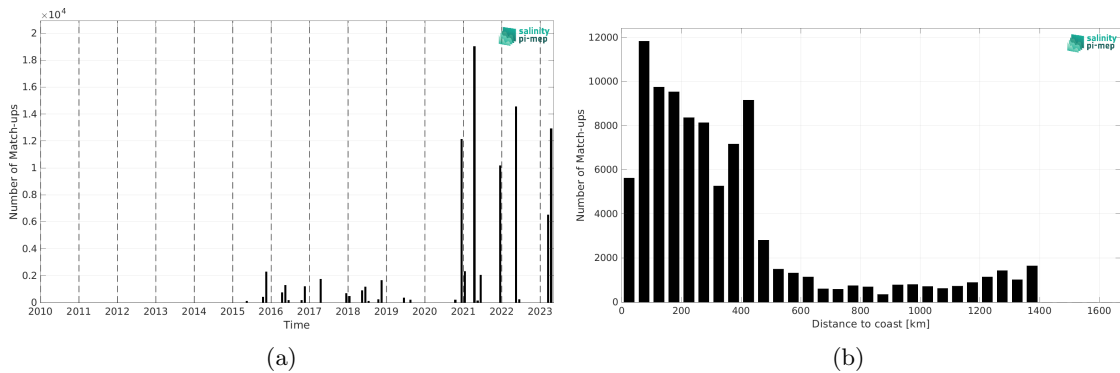 ×10⁴
2
1.8
1.6
1.4
1.2
1
0.8
0.6
0.4
0.2
0
Number of Match-ups
2010 2011 2012 2013 2014 2015 2016 2017 2018 2019 2020 2021 2022 2023
Time
salinity
pi-mep
(a)
12000
10000
8000
6000
4000
2000
0
Number of Match-ups
0 200 400 600 800 1000 1200 1400 1600
Distance to coast [km]
salinity
pi-mep
(b)